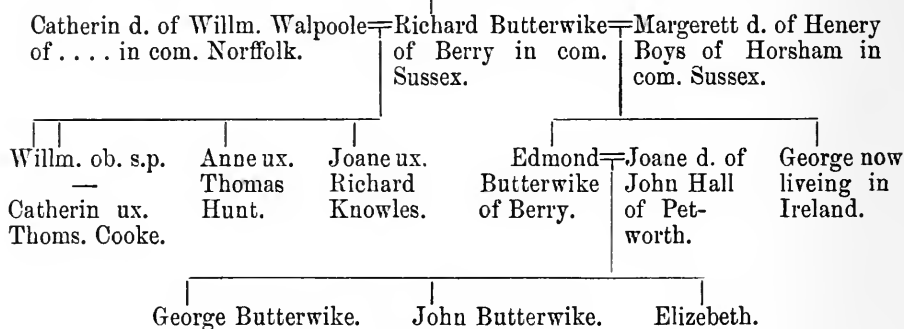 Catherin d. of Willm. Walpoole
of . . . . in com. Norffolk.
Richard Butterwike
of Berry in com.
Sussex.
Margerett d. of Henery
Boys of Horsham in
com. Sussex.
Willm. ob. s.p.
—
Catherin ux.
Thoms. Cooke.
Anne ux.
Thomas
Hunt.
Joane ux.
Richard
Knowles.
Edmond
Butterwike
of Berry.
Joane d. of
John Hall
of Pet-
worth.
George now
liveing in
Ireland.
George Butterwike.
John Butterwike.
Elizebeth.